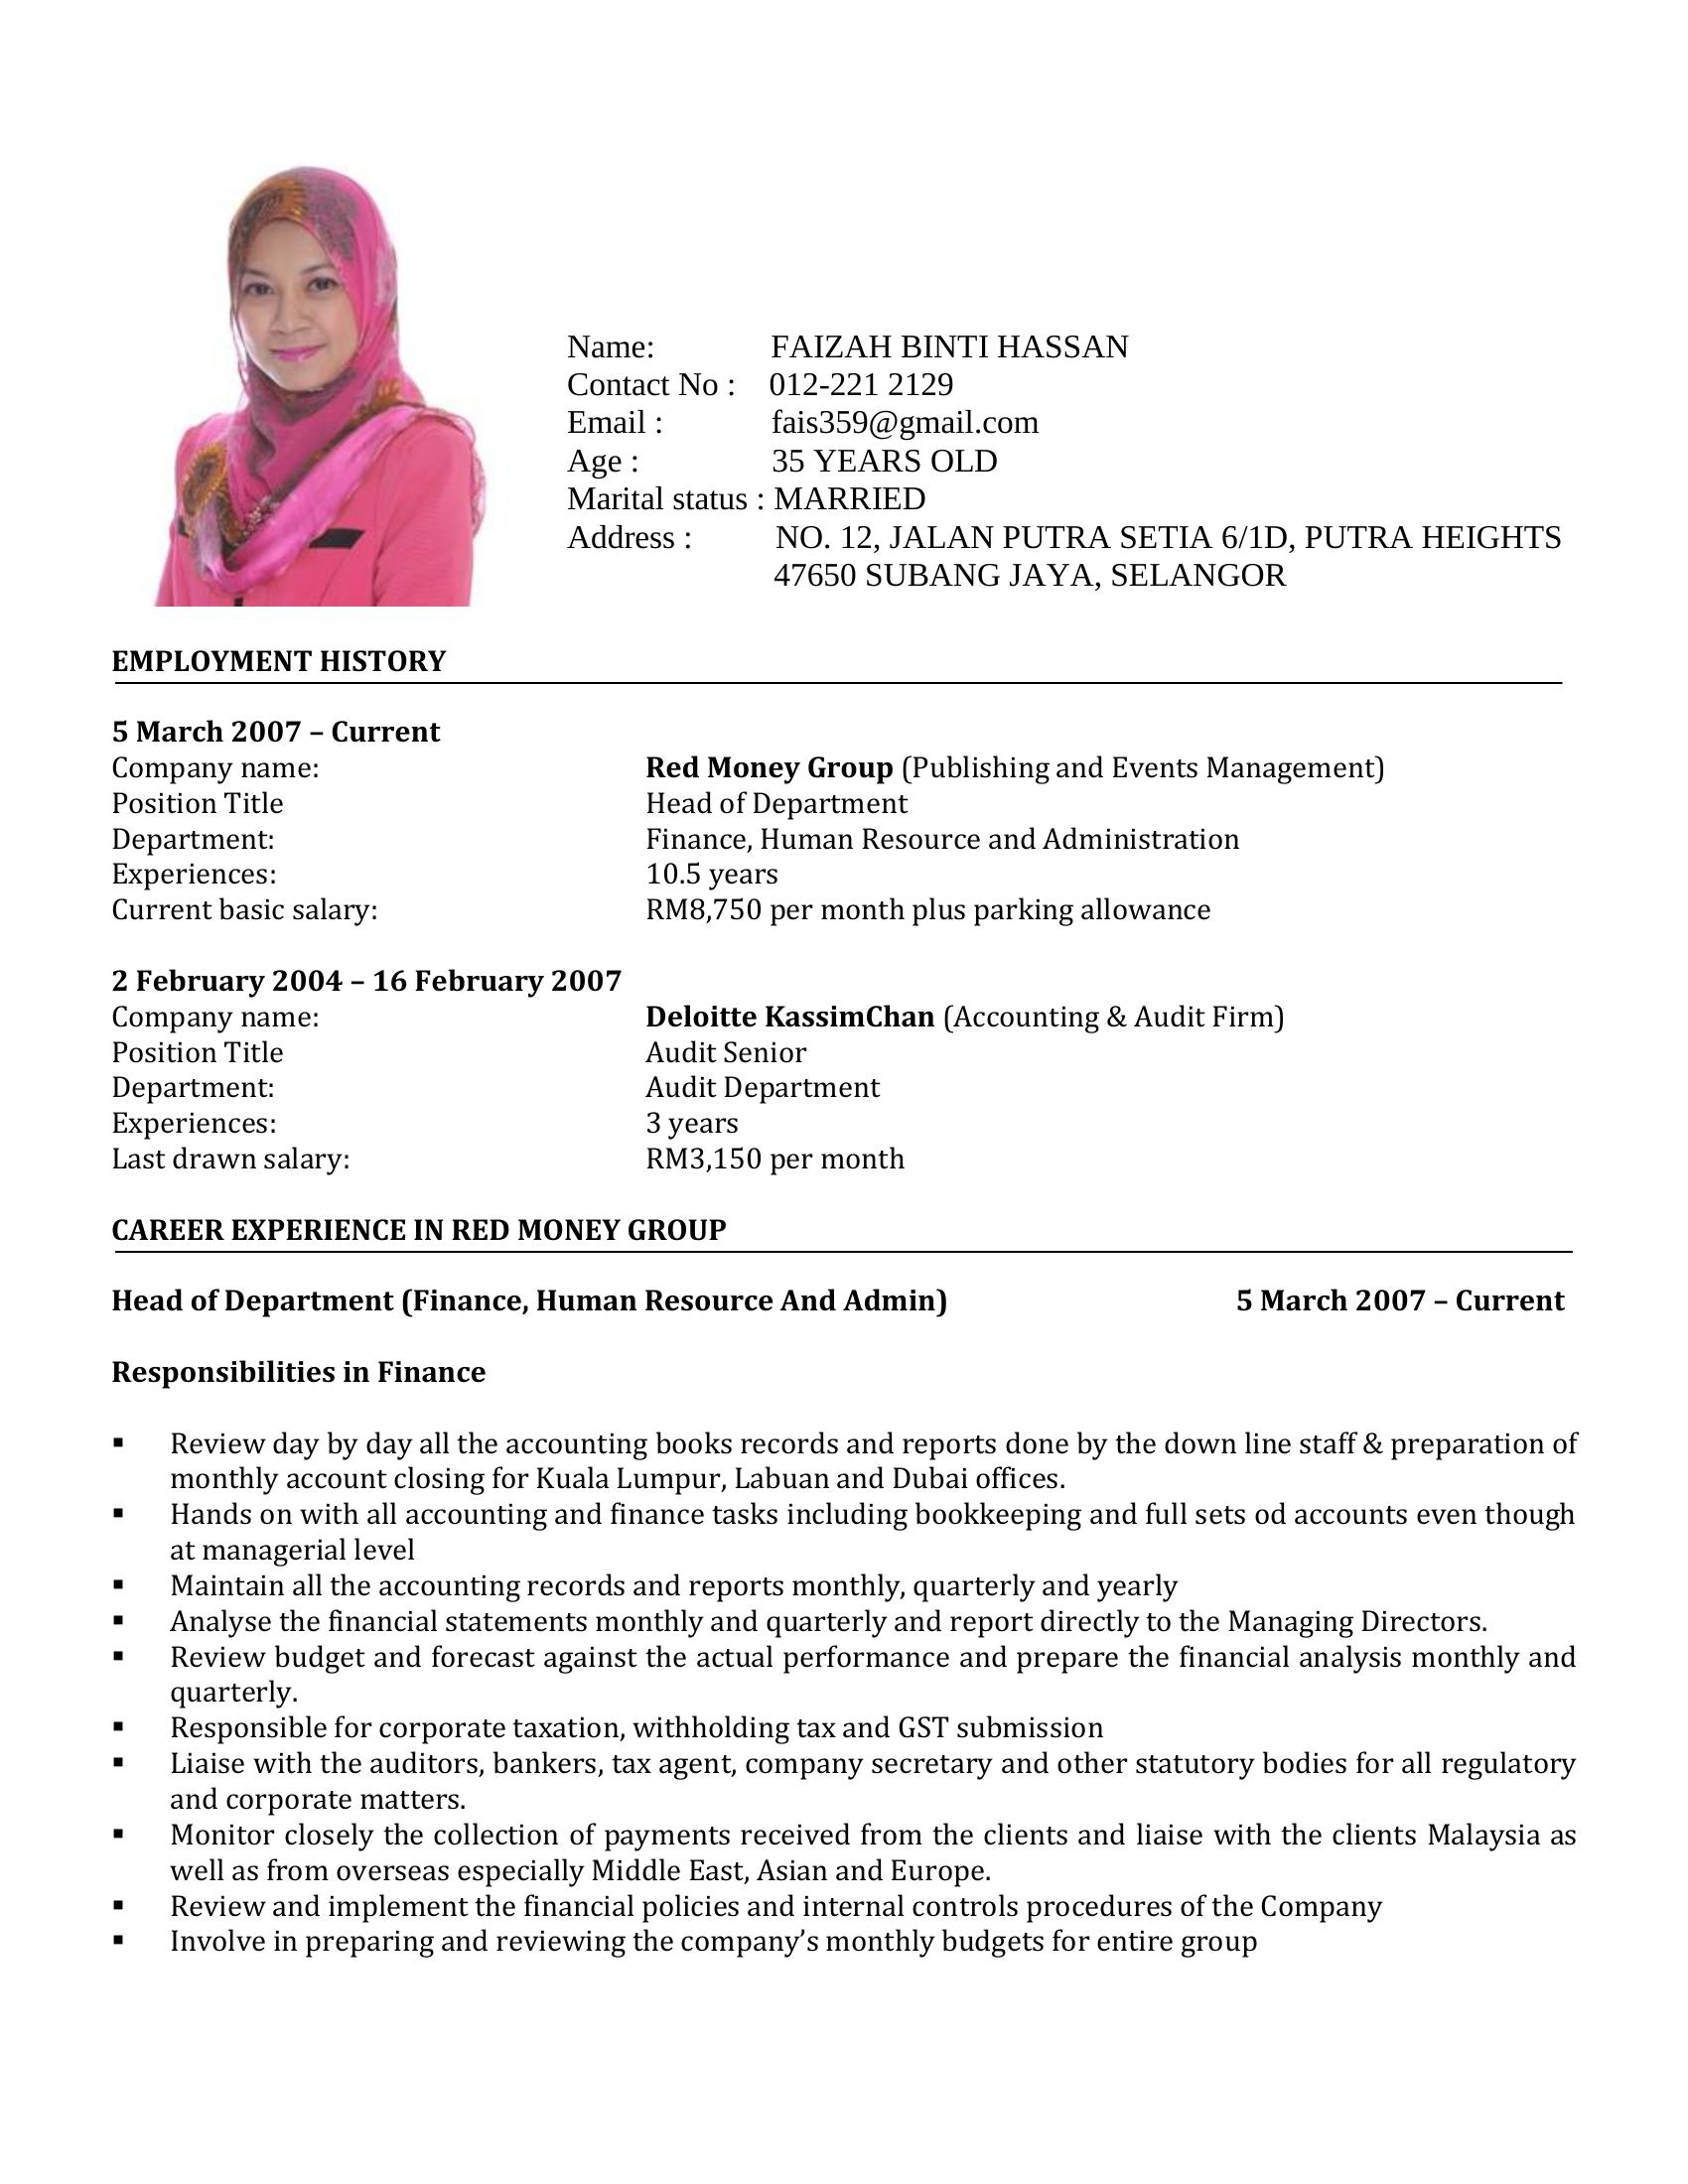 Name: FAIZAH BINTI HASSAN
Contact No : 012-221 2129
Email : fais359@gmail.com
Age : 35 YEARS OLD
Marital status : MARRIED
Address : NO. 12, JALAN PUTRA SETIA 6/1D, PUTRA HEIGHTS
47650 SUBANG JAYA, SELANGOR
EMPLOYMENT HISTORY
5 March 2007 – Current
Company name: Red Money Group (Publishing and Events Management)
Position Title Head of Department
Department: Finance, Human Resource and Administration
Experiences: 10.5 years
Current basic salary: RM8,750 per month plus parking allowance
2 February 2004 – 16 February 2007
Company name: Deloitte KassimChan (Accounting & Audit Firm)
Position Title Audit Senior
Department: Audit Department
Experiences: 3 years
Last drawn salary: RM3,150 per month
CAREER EXPERIENCE IN RED MONEY GROUP
Head of Department (Finance, Human Resource And Admin) 5 March 2007 – Current
Responsibilities in Finance
▪ Review day by day all the accounting books records and reports done by the down line staff & preparation of
monthly account closing for Kuala Lumpur, Labuan and Dubai offices.
▪ Hands on with all accounting and finance tasks including bookkeeping and full sets od accounts even though
at managerial level
▪ Maintain all the accounting records and reports monthly, quarterly and yearly
▪ Analyse the financial statements monthly and quarterly and report directly to the Managing Directors.
▪ Review budget and forecast against the actual performance and prepare the financial analysis monthly and
quarterly.
▪ Responsible for corporate taxation, withholding tax and GST submission
▪ Liaise with the auditors, bankers, tax agent, company secretary and other statutory bodies for all regulatory
and corporate matters.
▪ Monitor closely the collection of payments received from the clients and liaise with the clients Malaysia as
well as from overseas especially Middle East, Asian and Europe.
▪ Review and implement the financial policies and internal controls procedures of the Company
▪ Involve in preparing and reviewing the company’s monthly budgets for entire group